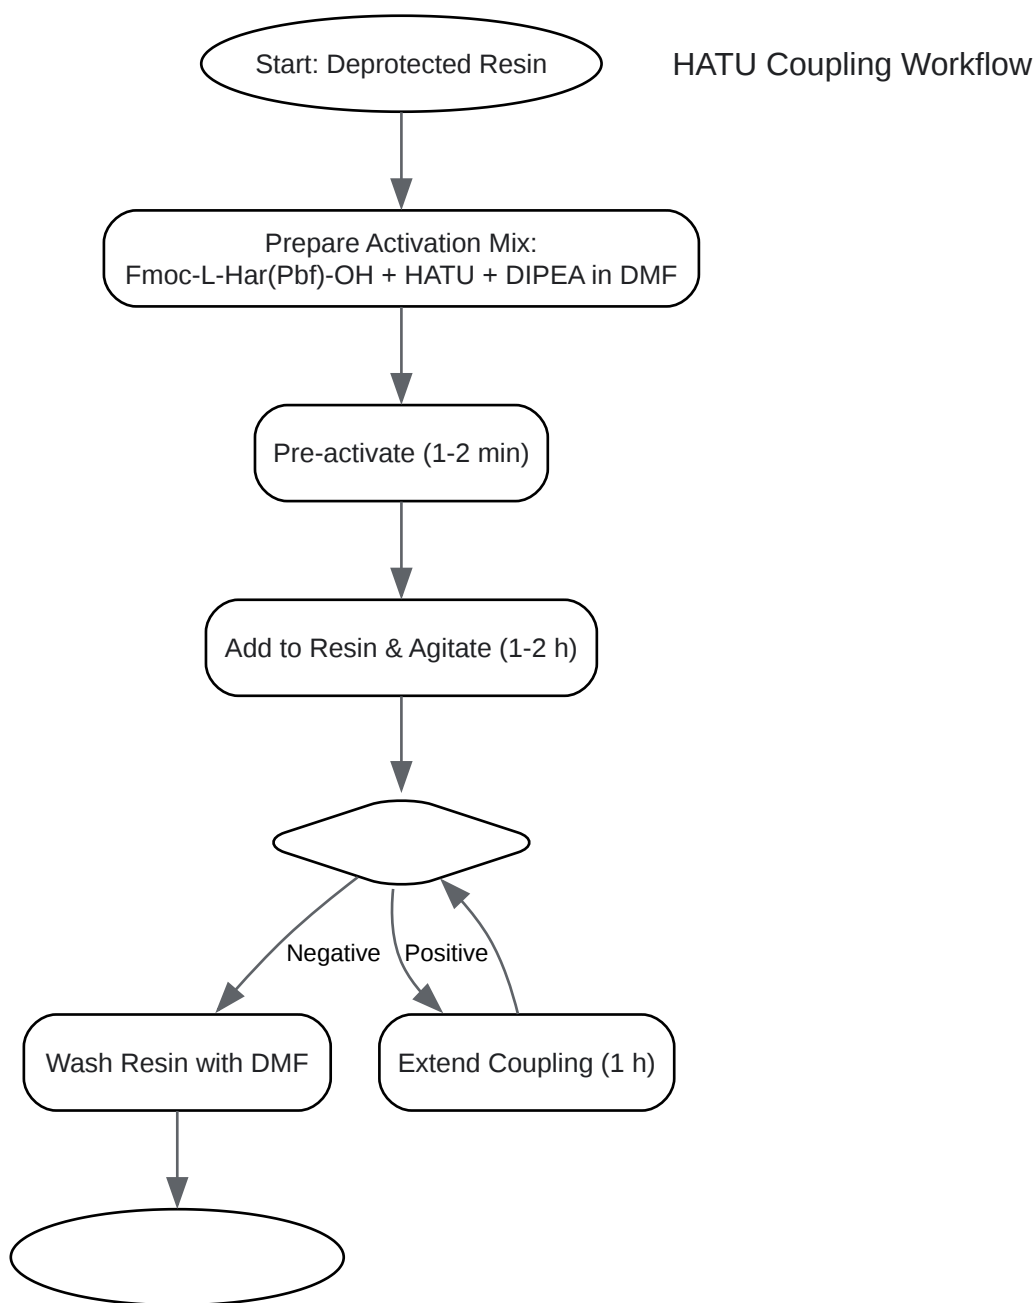 HATU Coupling Workflow
Start: Deprotected Resin
Prepare Activation Mix:
Fmoc-L-Har(Pbf)-OH + HATU + DIPEA in DMF
Pre-activate (1-2 min)
Add to Resin & Agitate (1-2 h)
Negative
Positive
Wash Resin with DMF
Extend Coupling (1 h)